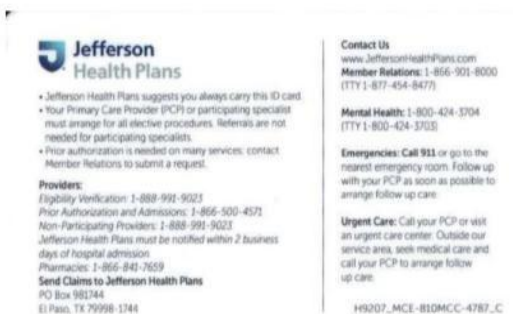 Jefferson
Health Plans
• Jefferson Health Plans suggests you always carry this ID card.
• Your Primary Care Provider (PCP) or participating specialist
must arrange for all elective procedures. Referrals are not
needed for participating specialists.
• Prior authorization is needed on many services; contact
Member Relations to submit a request.
Providers:
Eligibility Verification: 1-888-991-9023
Prior Authorization and Admissions: 1-866-500-4571
Non-Participating Providers: 1-888-991-9023
Jefferson Health Plans must be notified within 2 business
days of hospital admission
Pharmacies: 1-866-841-7659
Send Claims to Jefferson Health Plans
PO Box 981744
El Paso, TX 79998-1744
Contact Us
www.JeffersonHealthPlans.com
Member Relations: 1-866-901-8000
(TTY 1-877-454-8477)
Mental Health: 1-800-424-3704
(TTY 1-800-424-3703)
Emergencies: Call 911 or go to the
nearest emergency room. Follow up
with your PCP as soon as possible to
arrange follow up care.
Urgent Care: Call your PCP or visit
an urgent care center. Outside our
service area, seek medical care and
call your PCP to arrange follow
up care.
H9207_MCE-810MCC-4787_C